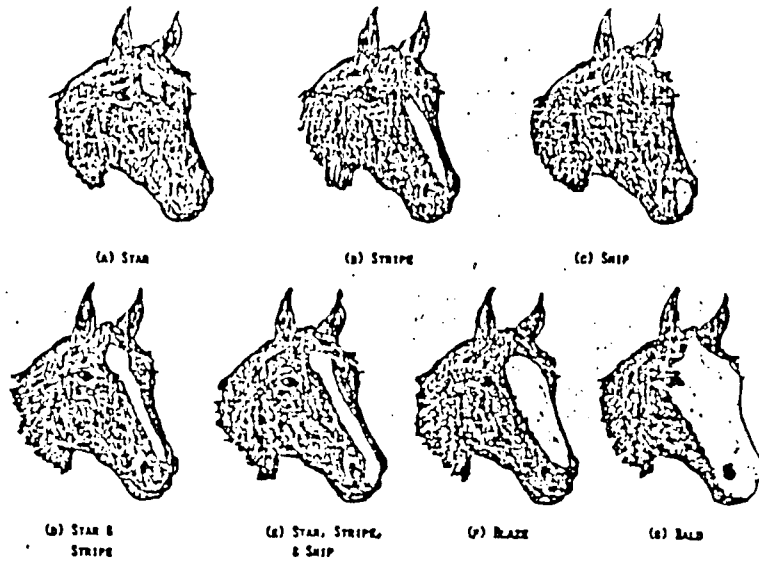 (A) STAR
(B) STRIPE
(C) SNIP
(D) STAR &
STRIPE
(E) STAR, STRIPE,
& SNIP
(F) BLAZE
(G) BALD